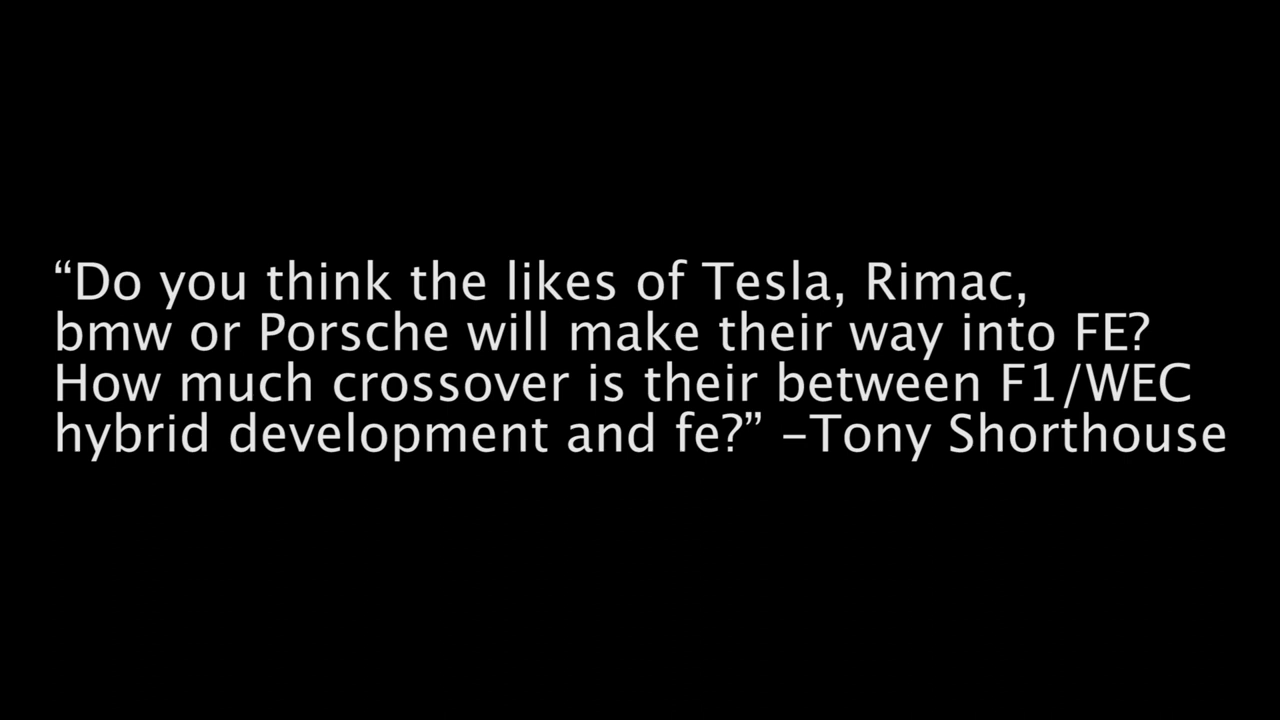 “Do you think the likes of Tesla, Rimac,
bmw or Porsche will make their way into FE?
How much crossover is their between F1/WEC
hybrid development and fe?” –Tony Shorthouse